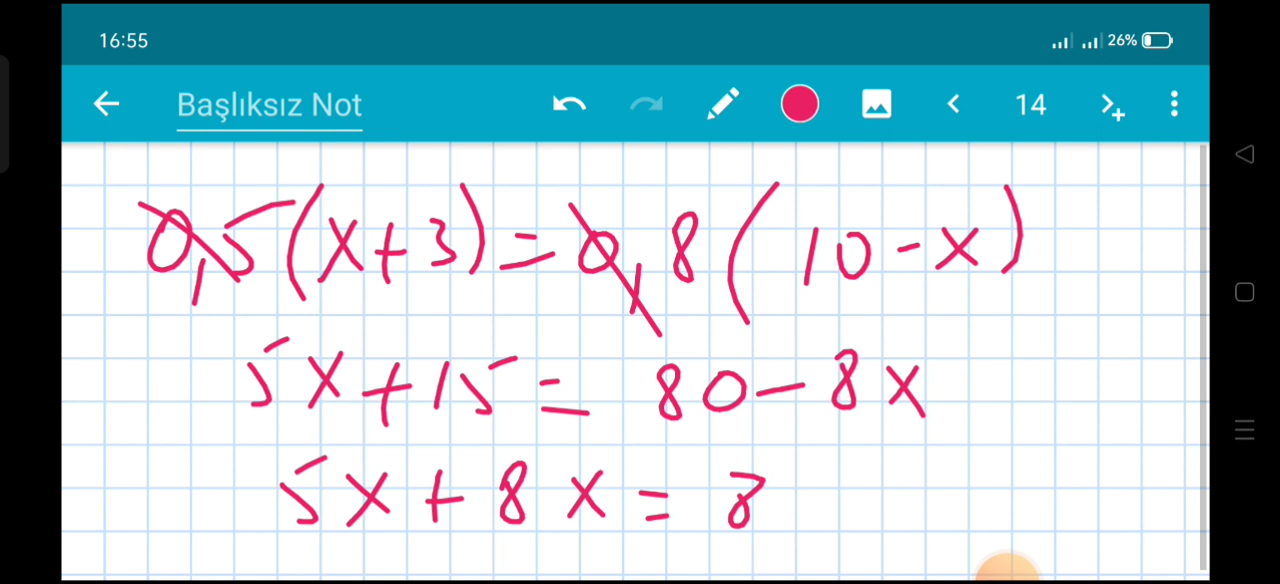 16:55 26%
Başlıksız Not 14
0,5(x+3)=0,8(10-x)
5x+15=80-8x
5x+8x=8